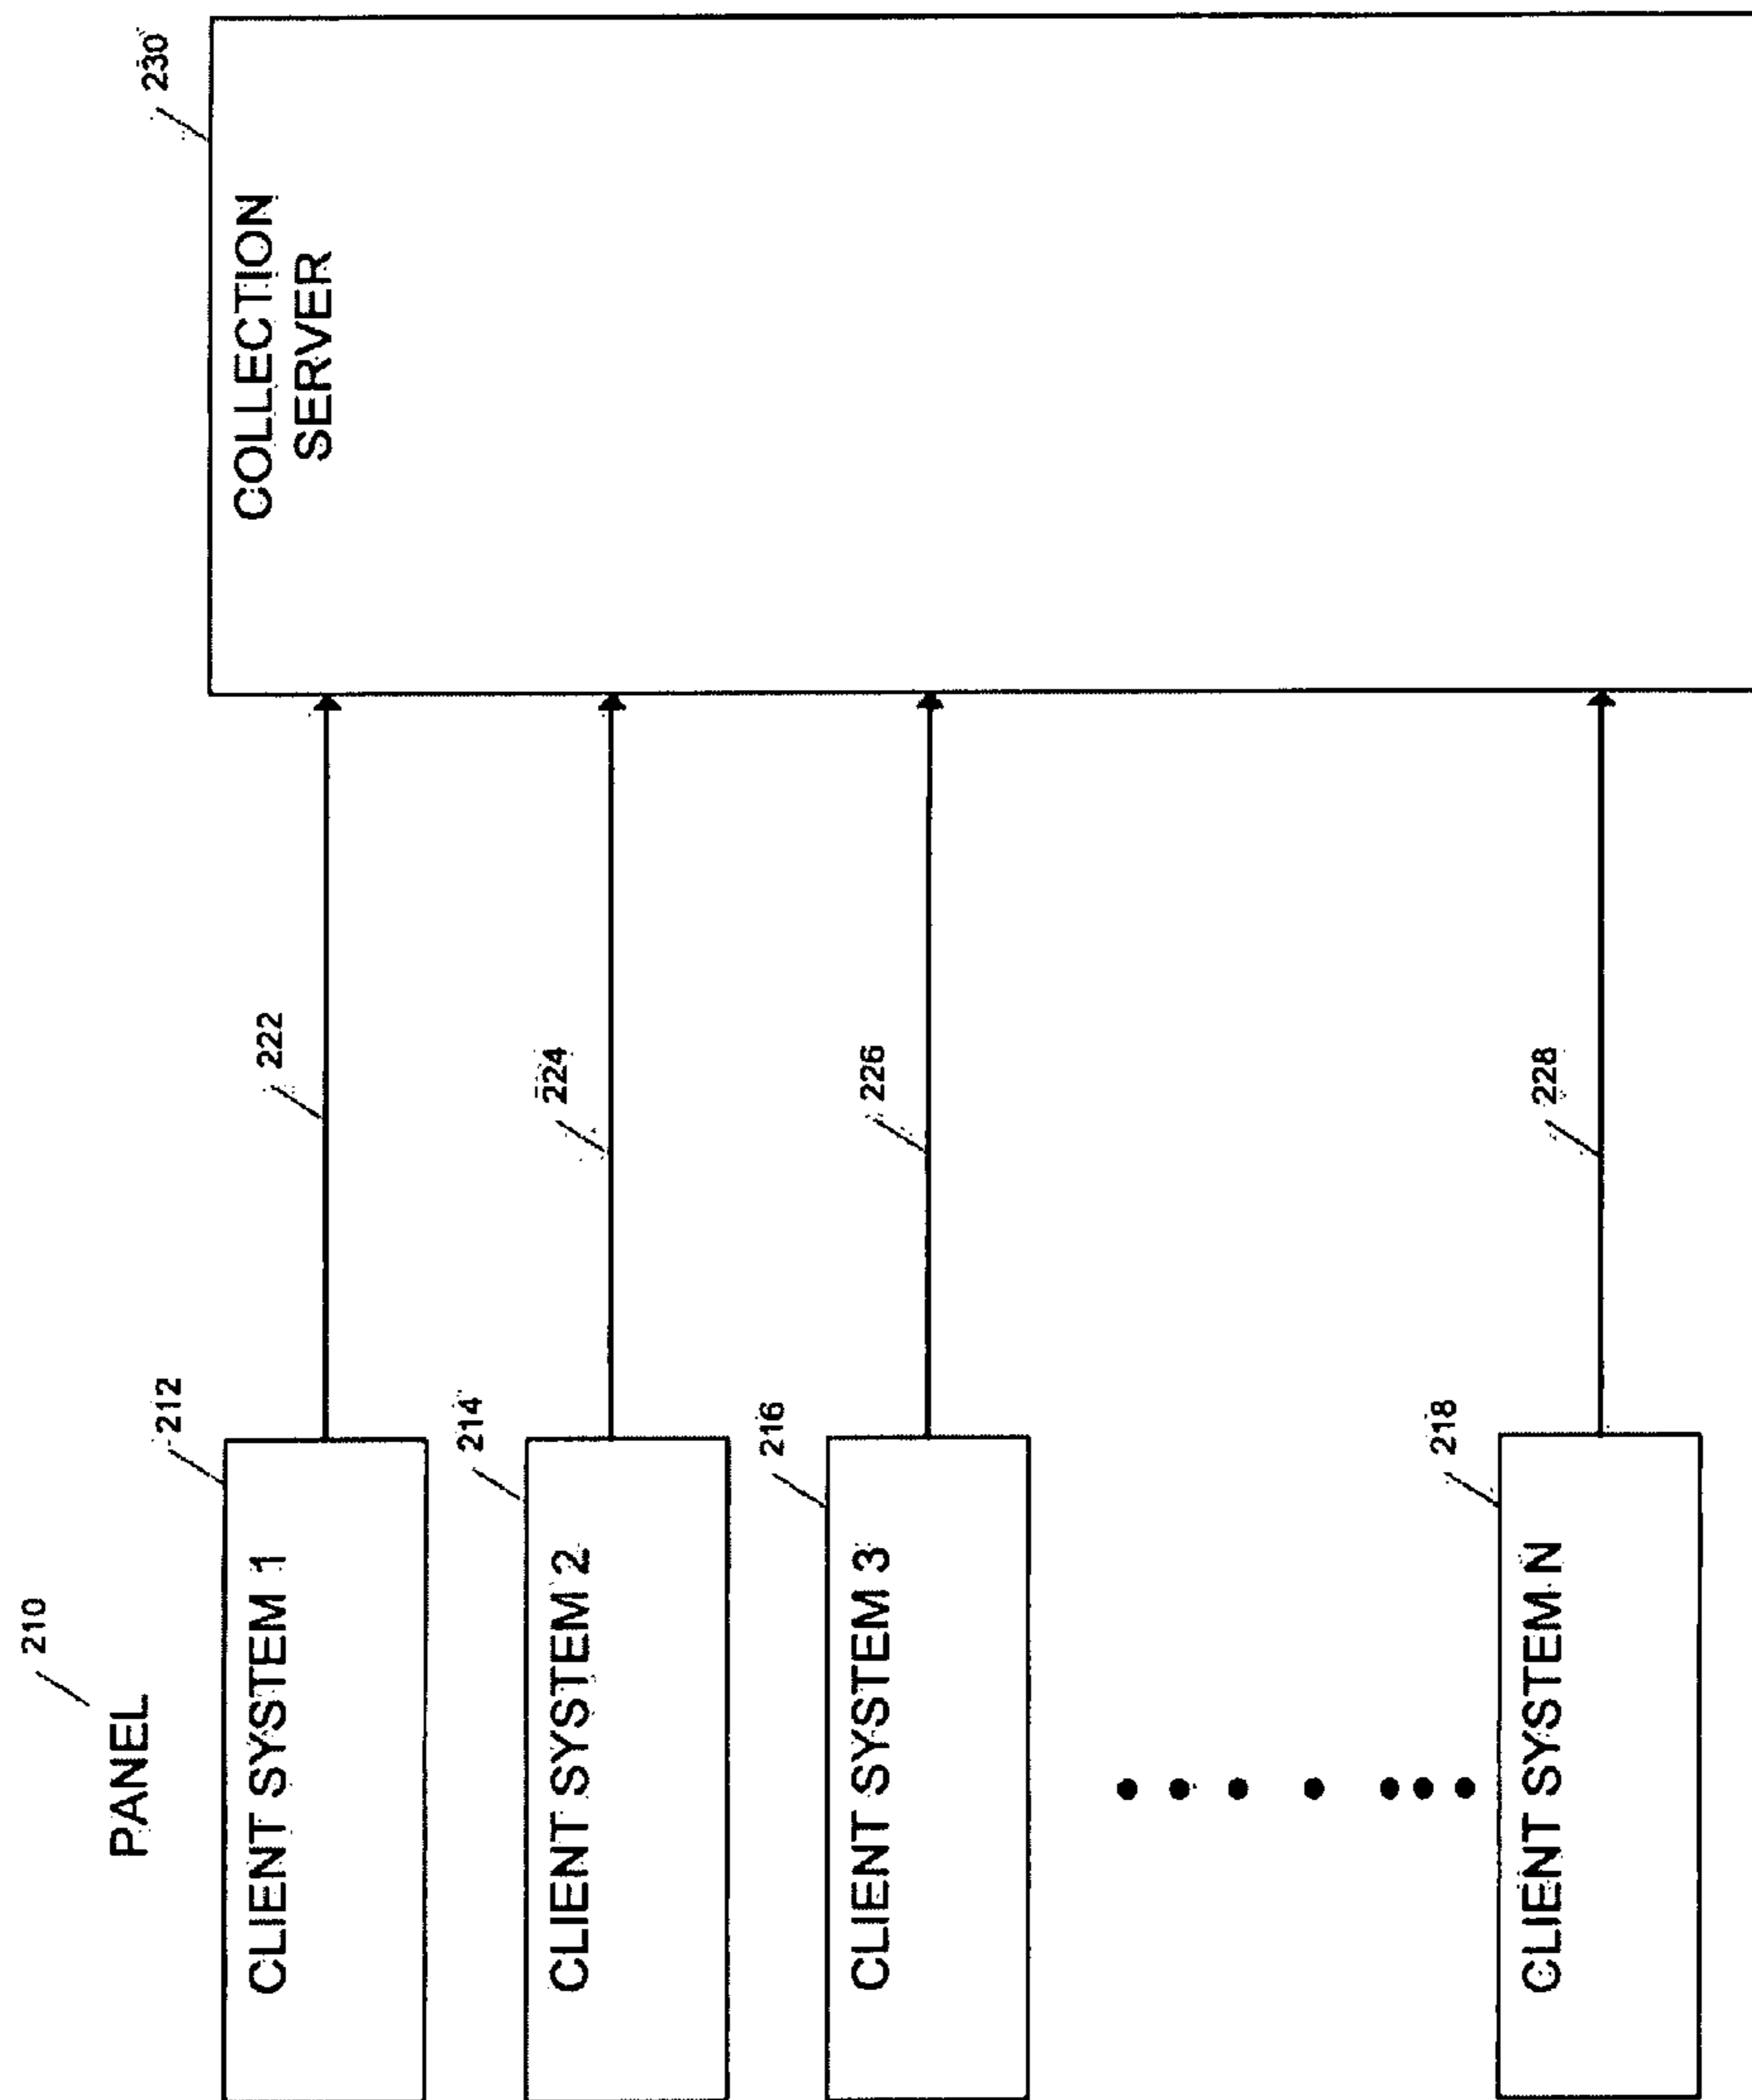 210
PANEL
212
CLIENT SYSTEM 1
222
230
COLLECTION
SERVER
214
CLIENT SYSTEM 2
224
216
CLIENT SYSTEM 3
226
218
CLIENT SYSTEM N
228